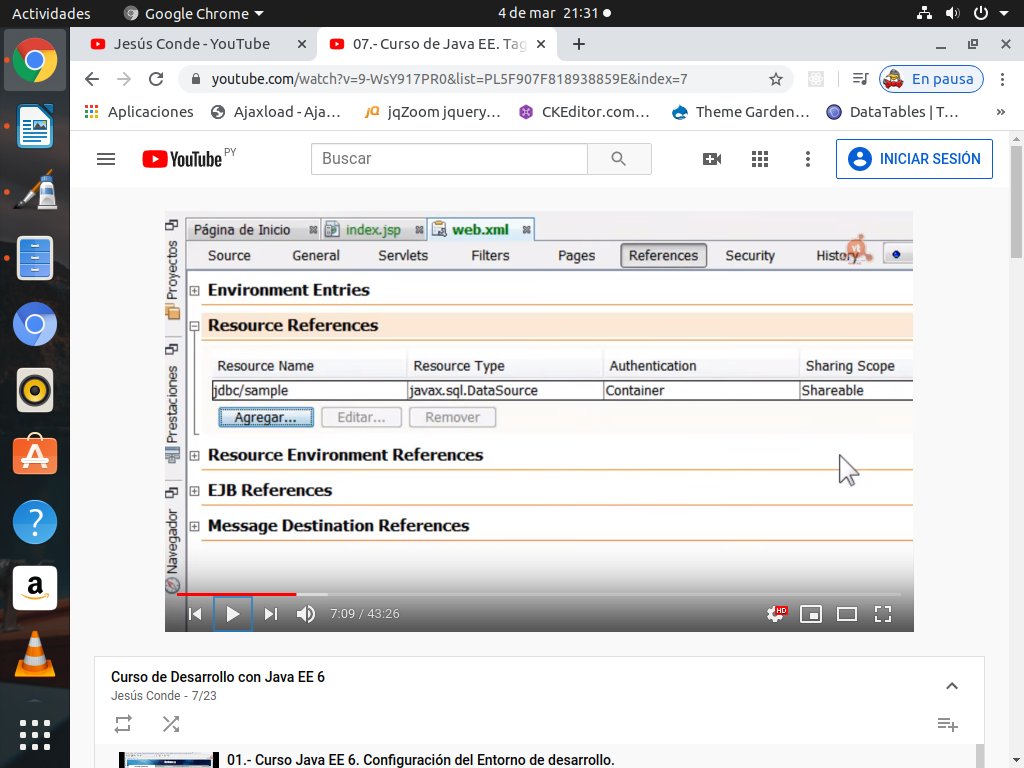 Actividades Google Chrome 4 de mar 21:31
Jesús Conde - YouTube 07.- Curso de Java EE. Tag
youtube.com/watch?v=9-WsY917PR0&list=PL5F907F818938859E&index=7 En pausa
Aplicaciones Ajaxload - Aja... jqZoom jquery... CKEditor.com... Theme Garden... DataTables | T... »
YouTube PY Buscar INICIAR SESIÓN
Página de Inicio index.jsp web.xml
Source General Servlets Filters Pages References Security History
Proyectos
Prestaciones
Navegador
Environment Entries
Resource References
Resource Name Resource Type Authentication Sharing Scope
jdbc/sample javax.sql.DataSource Container Shareable
Agregar... Editar... Remover
Resource Environment References
EJB References
Message Destination References
7:09 / 43:26 HD
Curso de Desarrollo con Java EE 6
Jesús Conde - 7/23
01.- Curso Java EE 6. Configuración del Entorno de desarrollo.